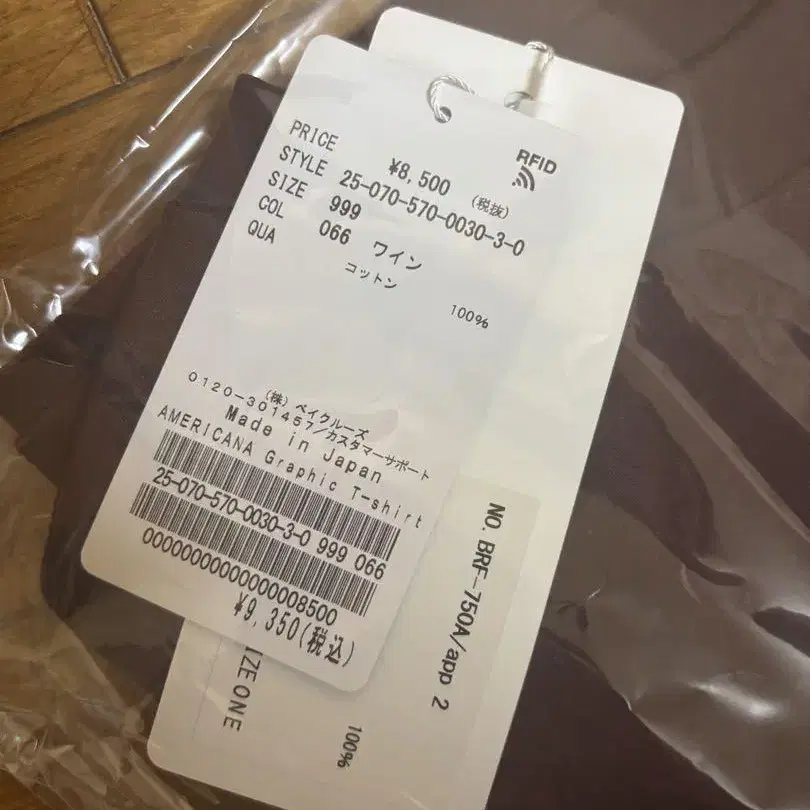 RFID
PRICE ¥8,500 (税抜)
STYLE 25-070-570-0030-3-0
SIZE 999
COL 066 ワイン
QUA コットン
100%
(株)ベイクルーズ
0120-301457/カスタマーサポート
Made in Japan
AMERICANA Graphic T-shirt
25-070-570-0030-3-0 999 066
0000000000000000008500
¥9,350(税込)
NO. BRF-750A/app 2
IZE ONE
100%